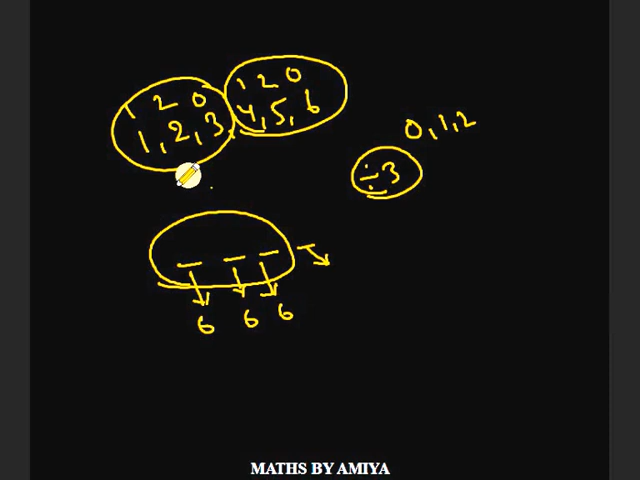 1 2 0 1 2 0
1, 2, 3, 4, 5, 6
0, 1, 2
÷3
6 6 6
MATHS BY AMIYA